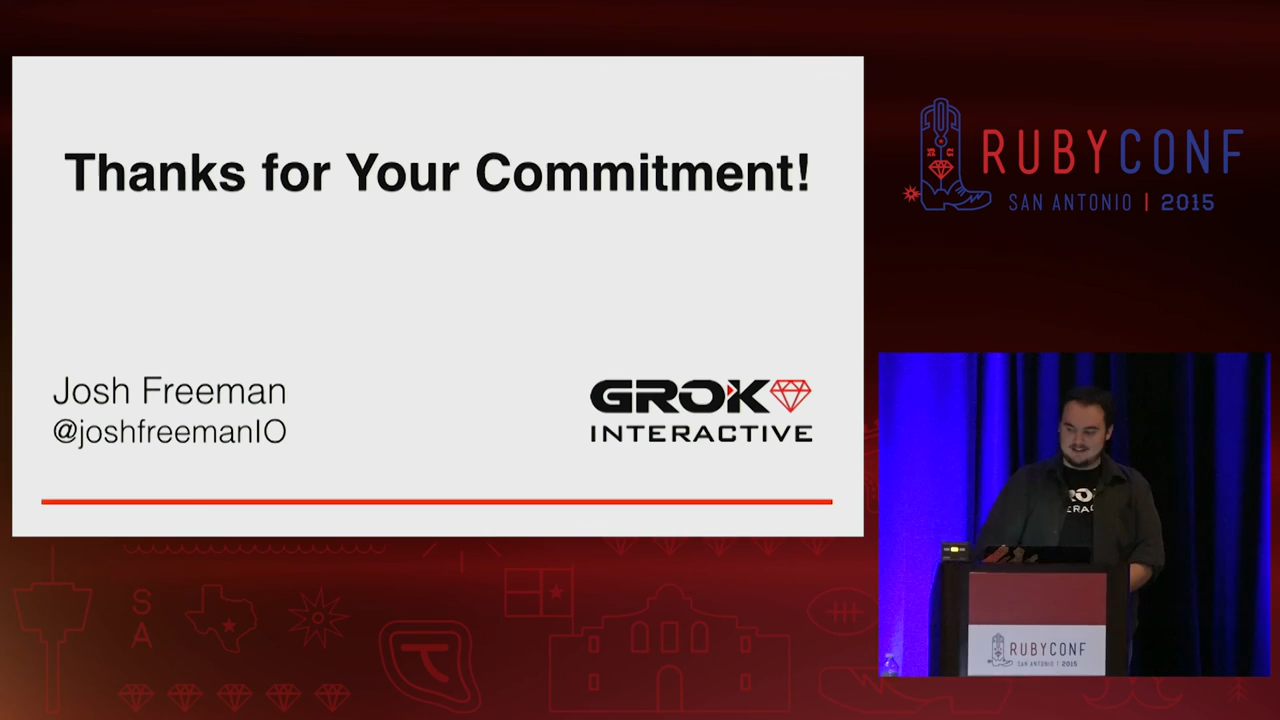 Thanks for Your Commitment!
Josh Freeman
@joshfreemanIO
GROK
INTERACTIVE
RUBYCONF
SAN ANTONIO | 2015
S
A
RUBYCONF
SAN ANTONIO | 2015